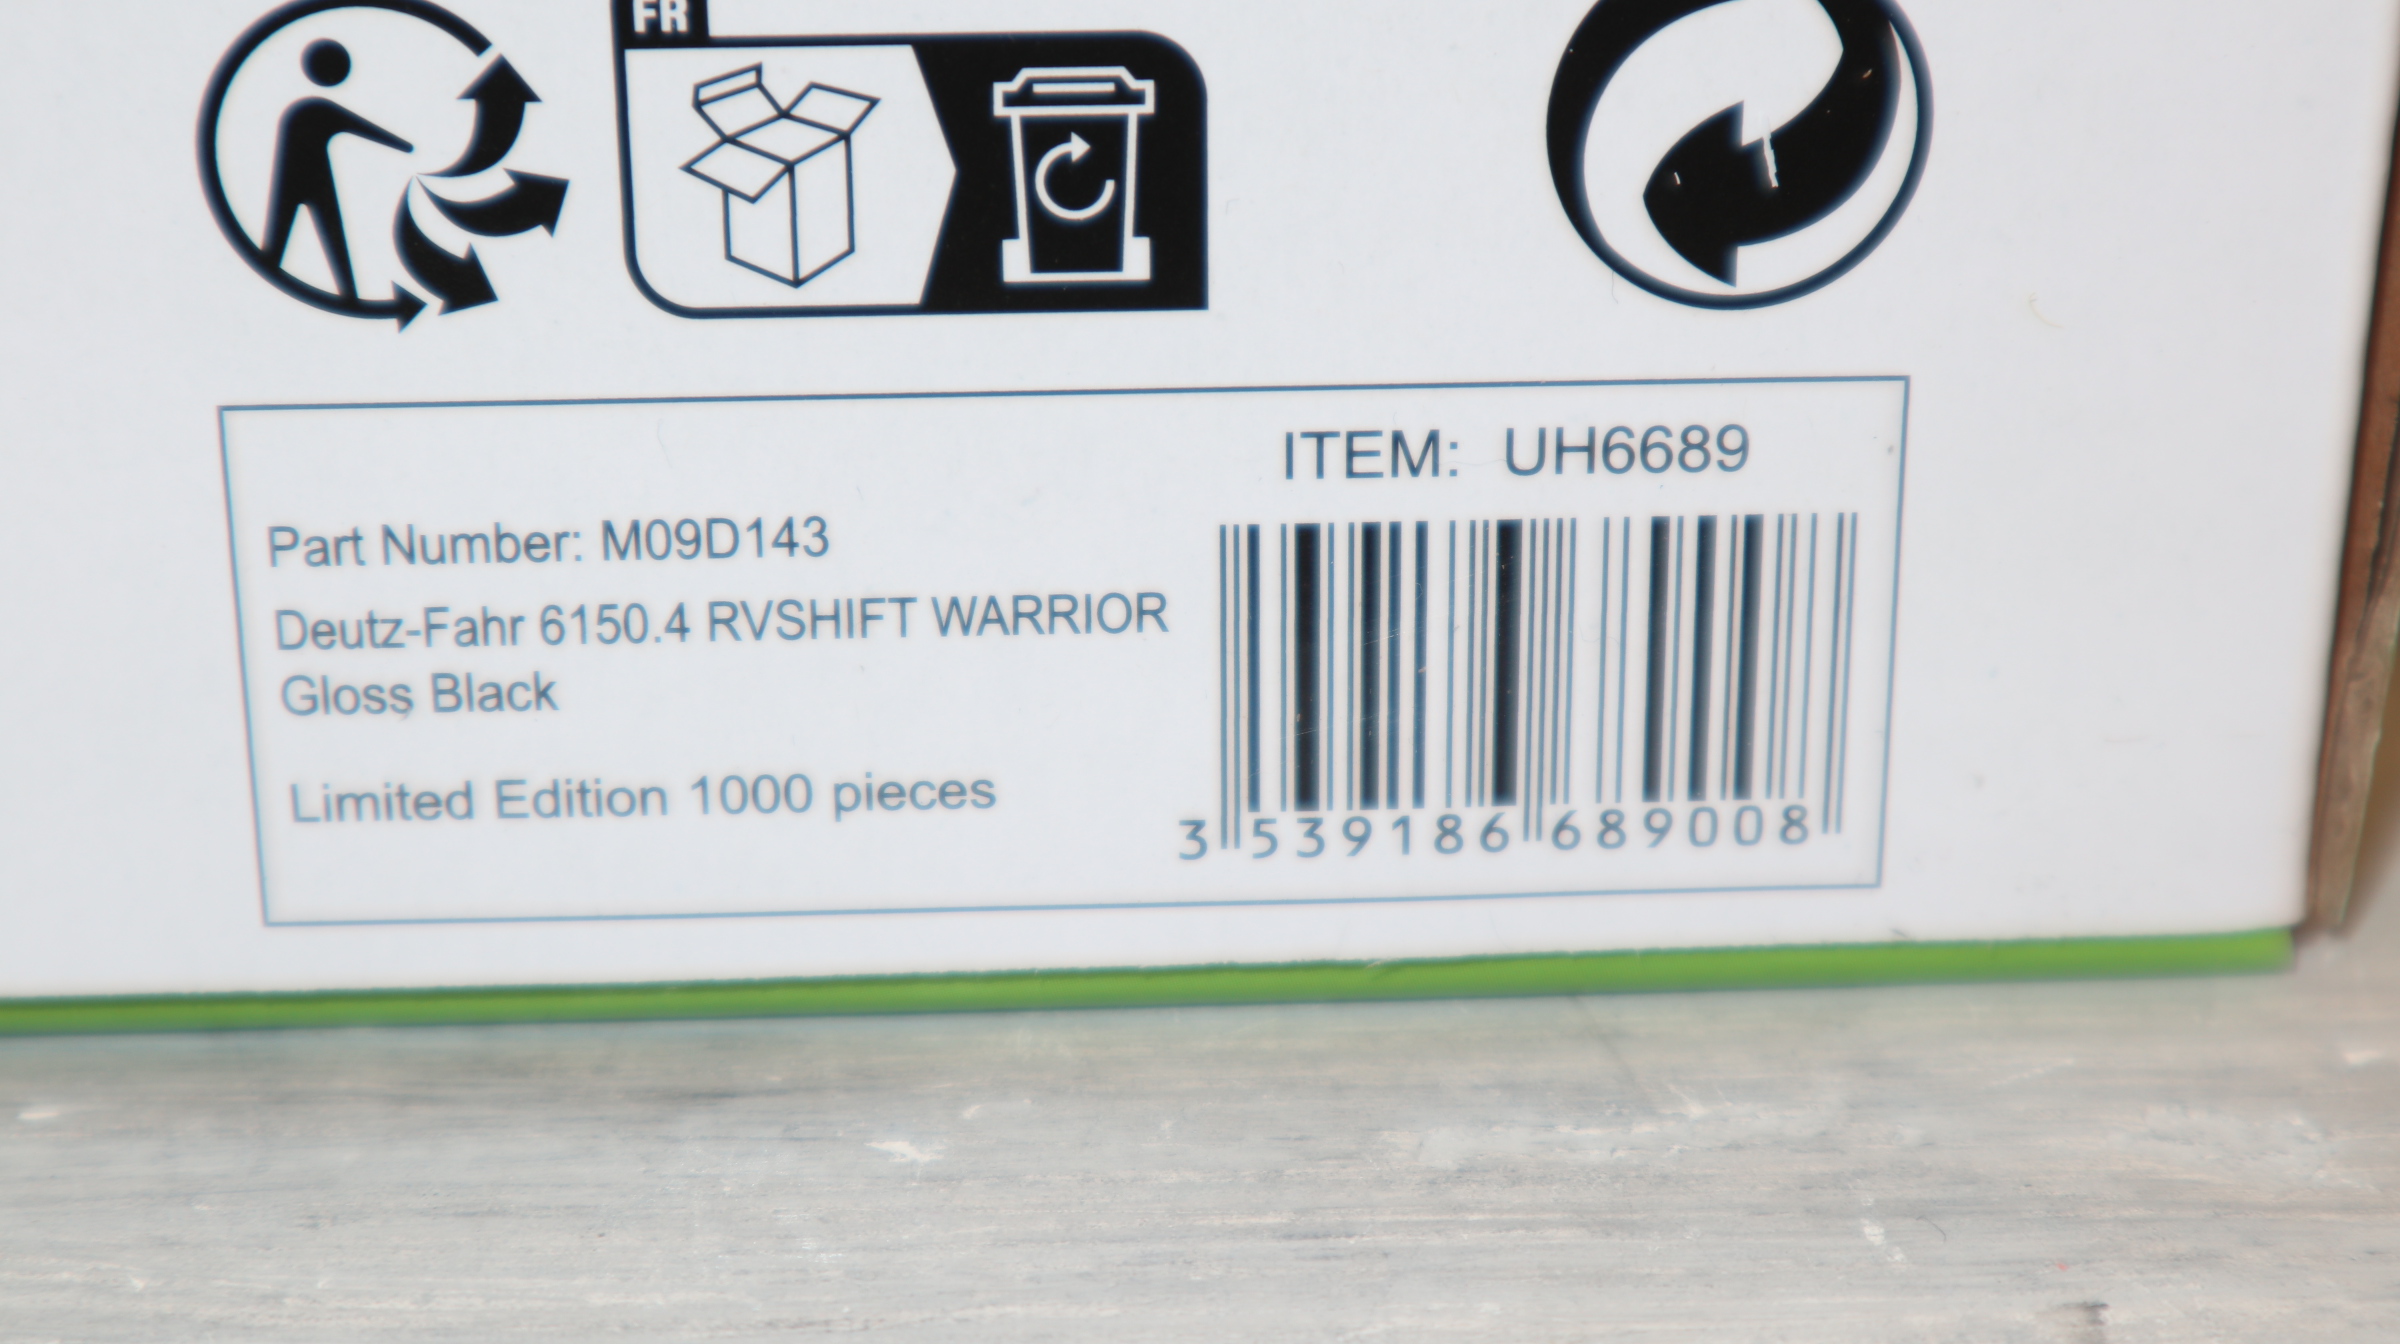 FR
ITEM: UH6689
Part Number: M09D143
Deutz-Fahr 6150.4 RVSHIFT WARRIOR
Gloss Black
Limited Edition 1000 pieces
3 539186 689008